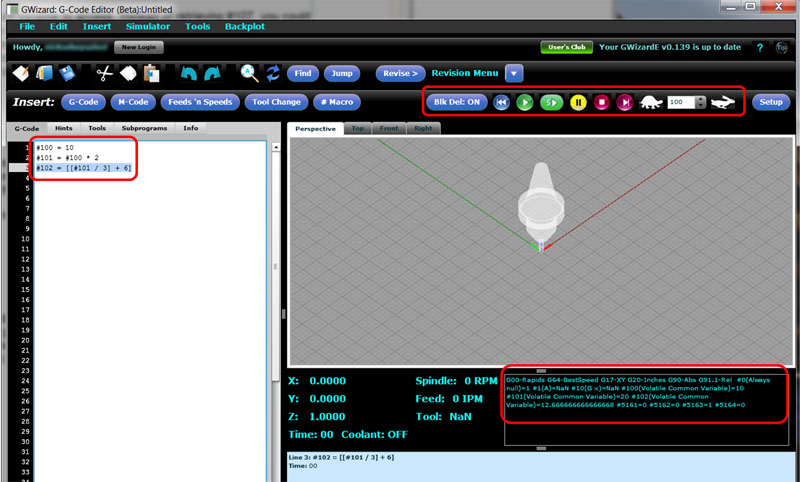 GWizard: G-Code Editor (Beta):Untitled
File Edit Insert Simulator Tools Backplot
Howdy, New Login User's Club Your GWizardE v0.139 is up to date ?
Find Jump Revise > Revision Menu
Insert: G-Code M-Code Feeds 'n Speeds Tool Change # Macro Blk Del: ON S 100 Setup
G-Code Hints Tools Subprograms Info Perspective Top Front Right
1 #100 = 10
2 #101 = #100 * 2
3 #102 = [[#101 / 3] + 6]
4
5
6
7
8
9
10
11
12
13
14
15
16
17
18
19
20
21
22
23
24
25
26
27
28
29
30
31
32
33
34
X: 0.0000 Spindle: 0 RPM
Y: 0.0000 Feed: 0 IPM
Z: 1.0000 Tool: NaN
Time: 00 Coolant: OFF
G00-Rapids G64-BestSpeed G17-XY G20-Inches G90-Abs G91.1-Rel #0(Always
null)=1 #1(A)=NaN #10(G x)=NaN #100(Volatile Common Variable)=10
#101(Volatile Common Variable)=20 #102(Volatile Common
Variable)=12.666666666666668 #5161=0 #5162=0 #5163=1 #5164=0
Line 3: #102 = [[#101 / 3] + 6]
Time: 00